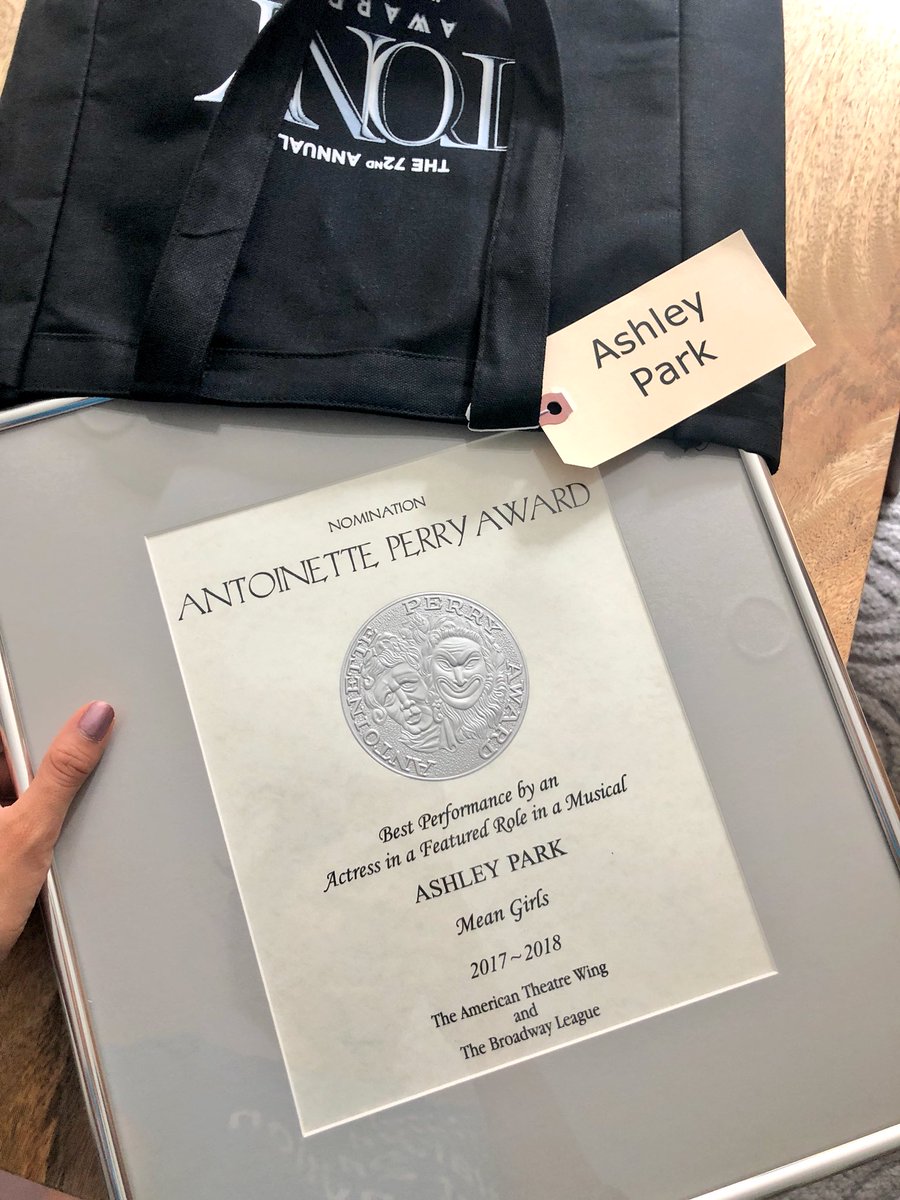 THE 72ND ANNUAL
AWARD
Ashley
Park
NOMINATION
ANTOINETTE PERRY AWARD
ANTOINETTE PERRY AWARD
Best Performance by an
Actress in a Featured Role in a Musical
ASHLEY PARK
Mean Girls
2017~2018
The American Theatre Wing
and
The Broadway League